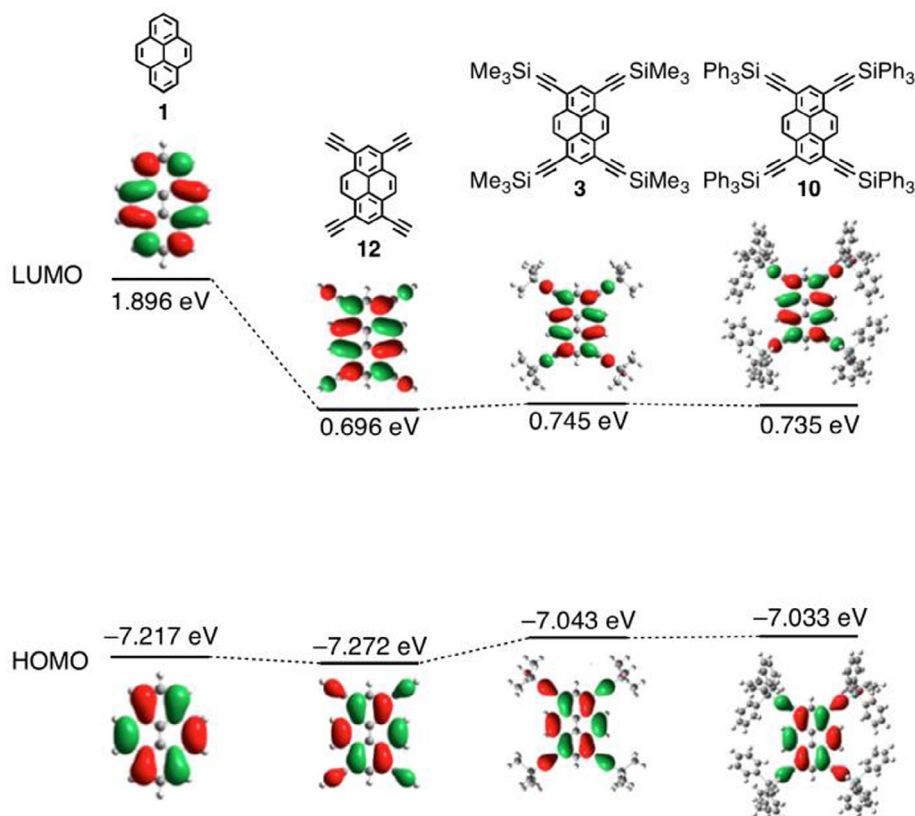 1
Me3Si SiMe3
Ph3Si SiPh3
Me3Si SiMe3
3
Ph3Si SiPh3
10
12
LUMO
1.896 eV
0.696 eV
0.745 eV
0.735 eV
HOMO
−7.217 eV
−7.272 eV
−7.043 eV
−7.033 eV